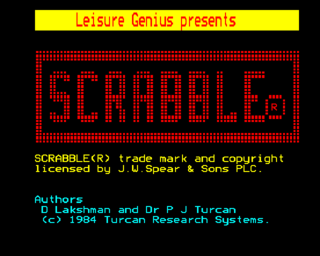 Leisure Genius presents
SCRABBLE®
SCRABBLE(R) trade mark and copyright
licensed by J.W.Spear & Sons PLC.
Authors
D Lakshman and Dr P J Turcan
(c) 1984 Turcan Research Systems.